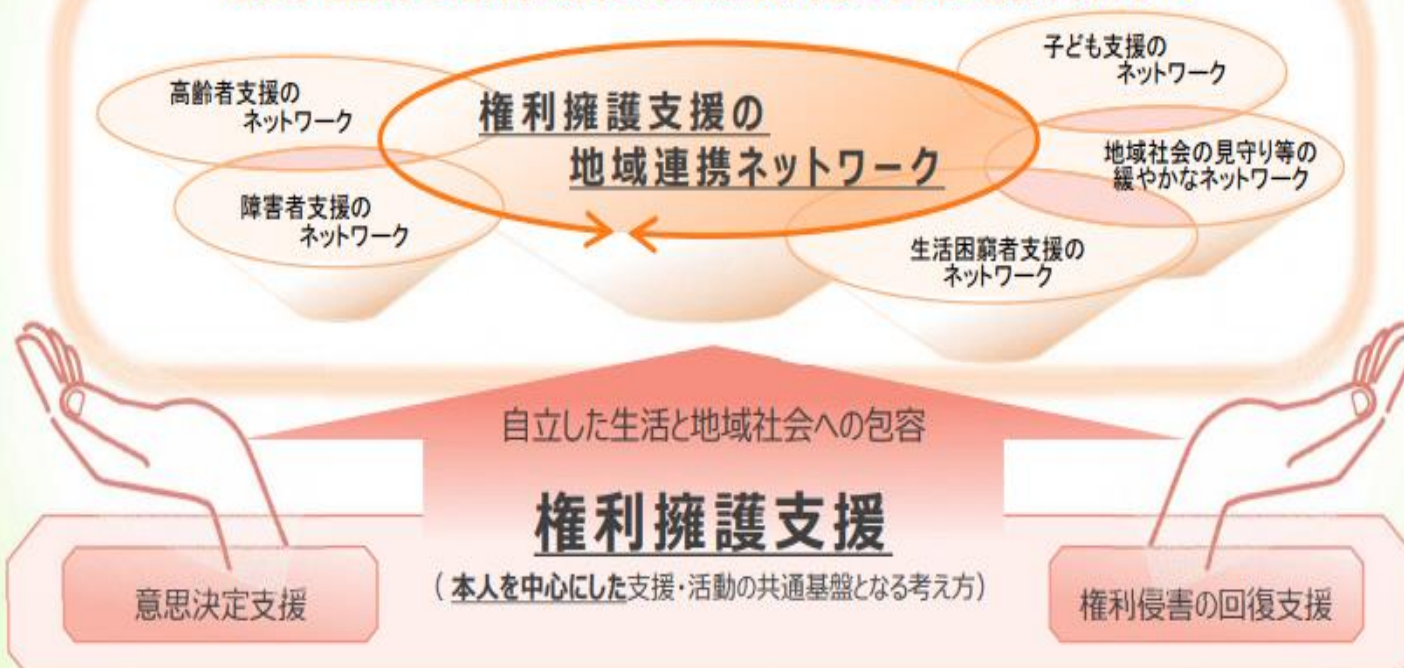 高齢者支援の
ネットワーク
障害者支援の
ネットワーク
権利擁護支援の
地域連携ネットワーク
子ども支援の
ネットワーク
地域社会の見守り等の
緩やかなネットワーク
生活困窮者支援の
ネットワーク
自立した生活と地域社会への包容
権利擁護支援
(本人を中心にした支援・活動の共通基盤となる考え方)
意思決定支援
権利侵害の回復支援